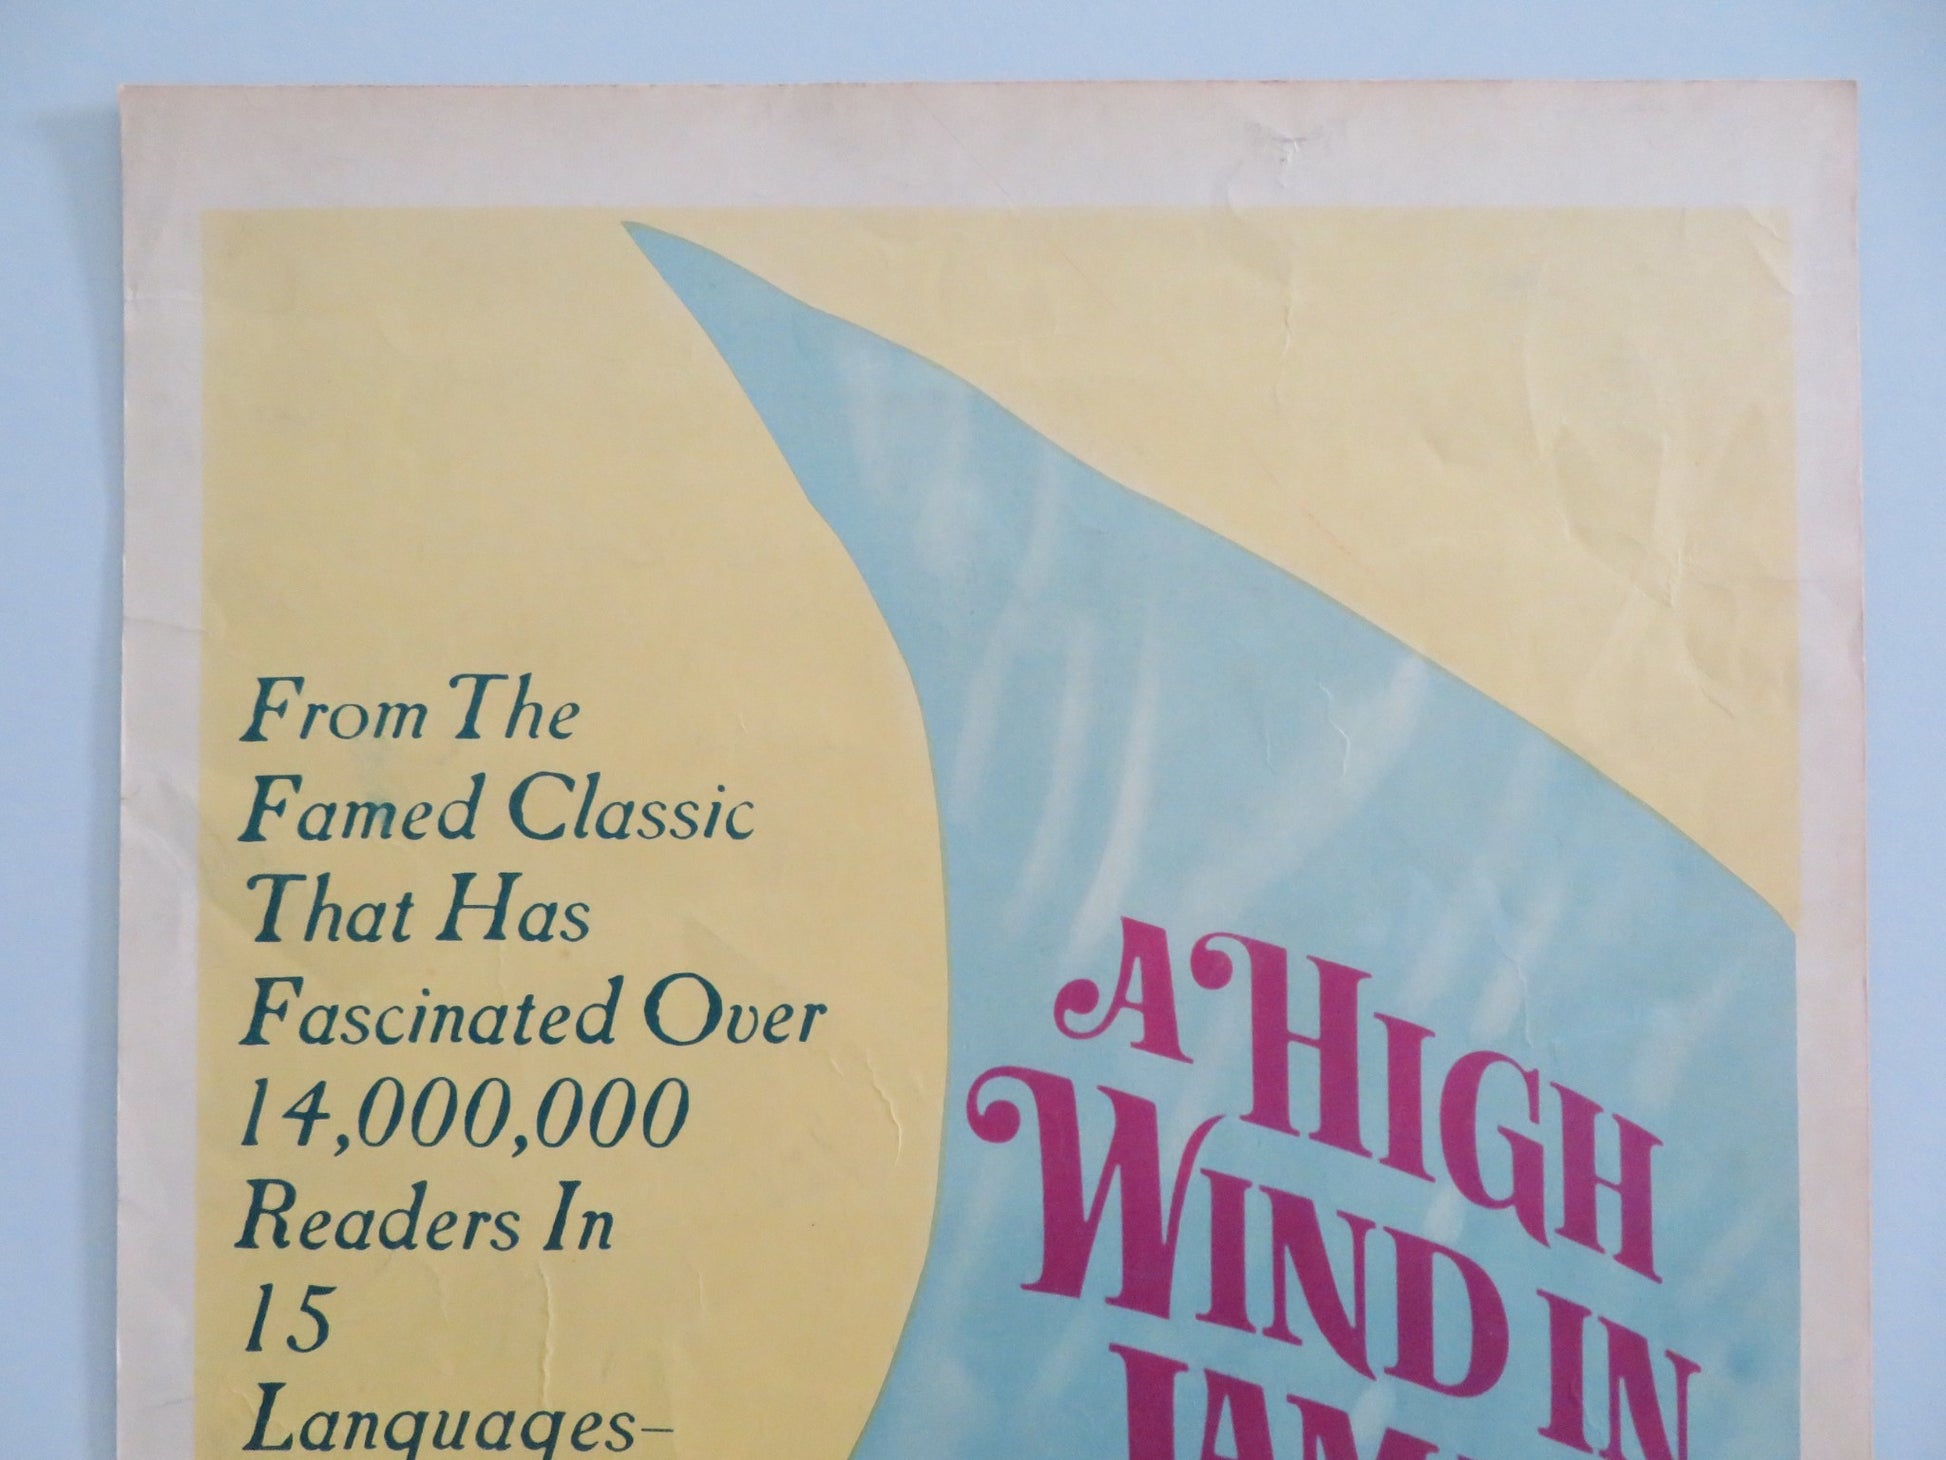 From The
Famed Classic
That Has
Fascinated Over
14,000,000
Readers In
15
Languages–
A HIGH
WIND IN